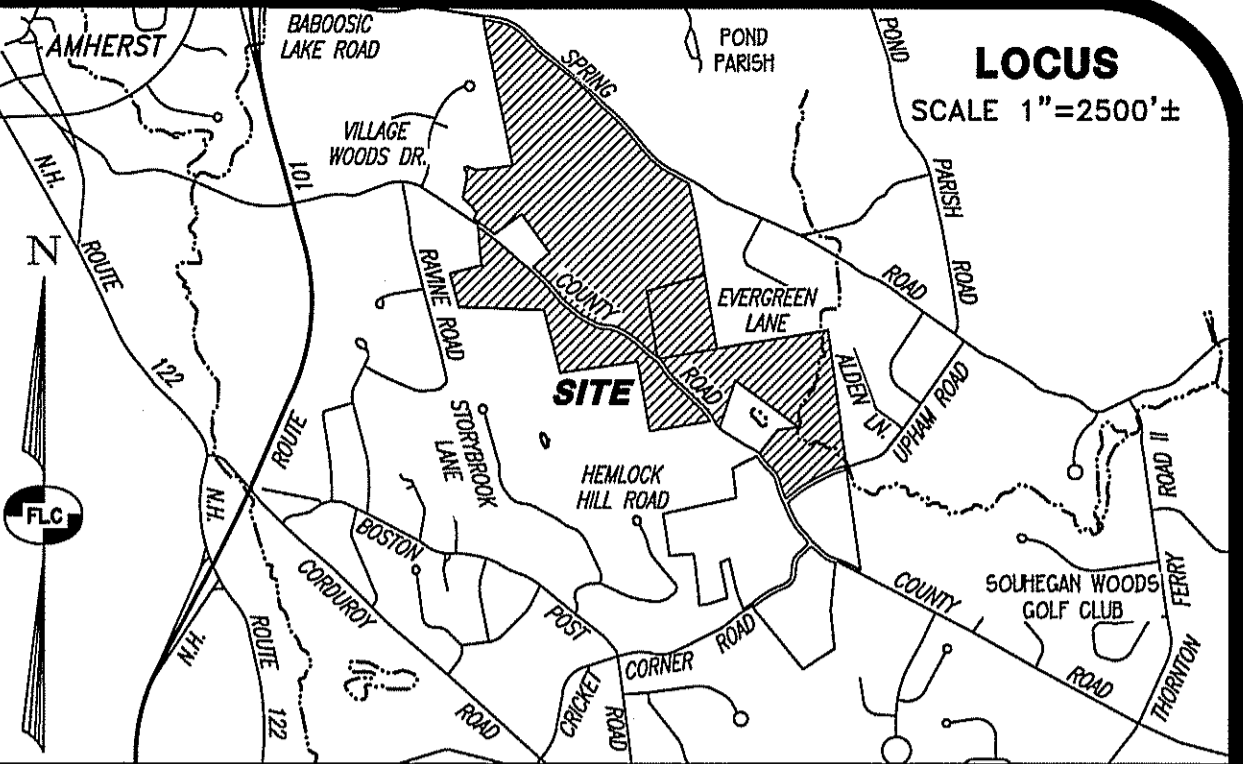 LOCUS
SCALE 1"=2500'±
AMHERST
BABOOSIC
LAKE ROAD
SPRING
ROAD
POND
PARISH
POND
PARISH
ROAD
VILLAGE
WOODS DR.
N.H.
ROUTE
122
101
N
RAVINE ROAD
COUNTY
ROAD
EVERGREEN
LANE
SITE
ALDEN LN.
UPHAM ROAD
STORYBROOK
LANE
HEMLOCK
HILL ROAD
ROUTE
N.H.
FLC
BOSTON
POST
ROAD
CORDUROY
ROAD
N.H.
ROUTE
122
CRICKET
CORNER
ROAD
COUNTY
ROAD
SOUHEGAN WOODS
GOLF CLUB
THORNTON
FERRY
ROAD II